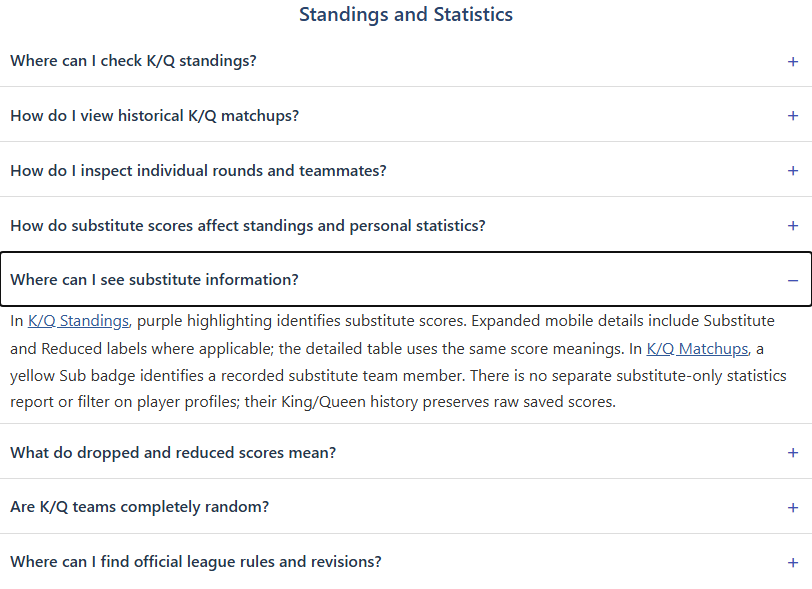 Standings and Statistics
Where can I check K/Q standings?
+
How do I view historical K/Q matchups?
+
How do I inspect individual rounds and teammates?
+
How do substitute scores affect standings and personal statistics?
+
Where can I see substitute information?
−
In K/Q Standings, purple highlighting identifies substitute scores. Expanded mobile details include Substitute
and Reduced labels where applicable; the detailed table uses the same score meanings. In K/Q Matchups, a
yellow Sub badge identifies a recorded substitute team member. There is no separate substitute-only statistics
report or filter on player profiles; their King/Queen history preserves raw saved scores.
What do dropped and reduced scores mean?
+
Are K/Q teams completely random?
+
Where can I find official league rules and revisions?
+